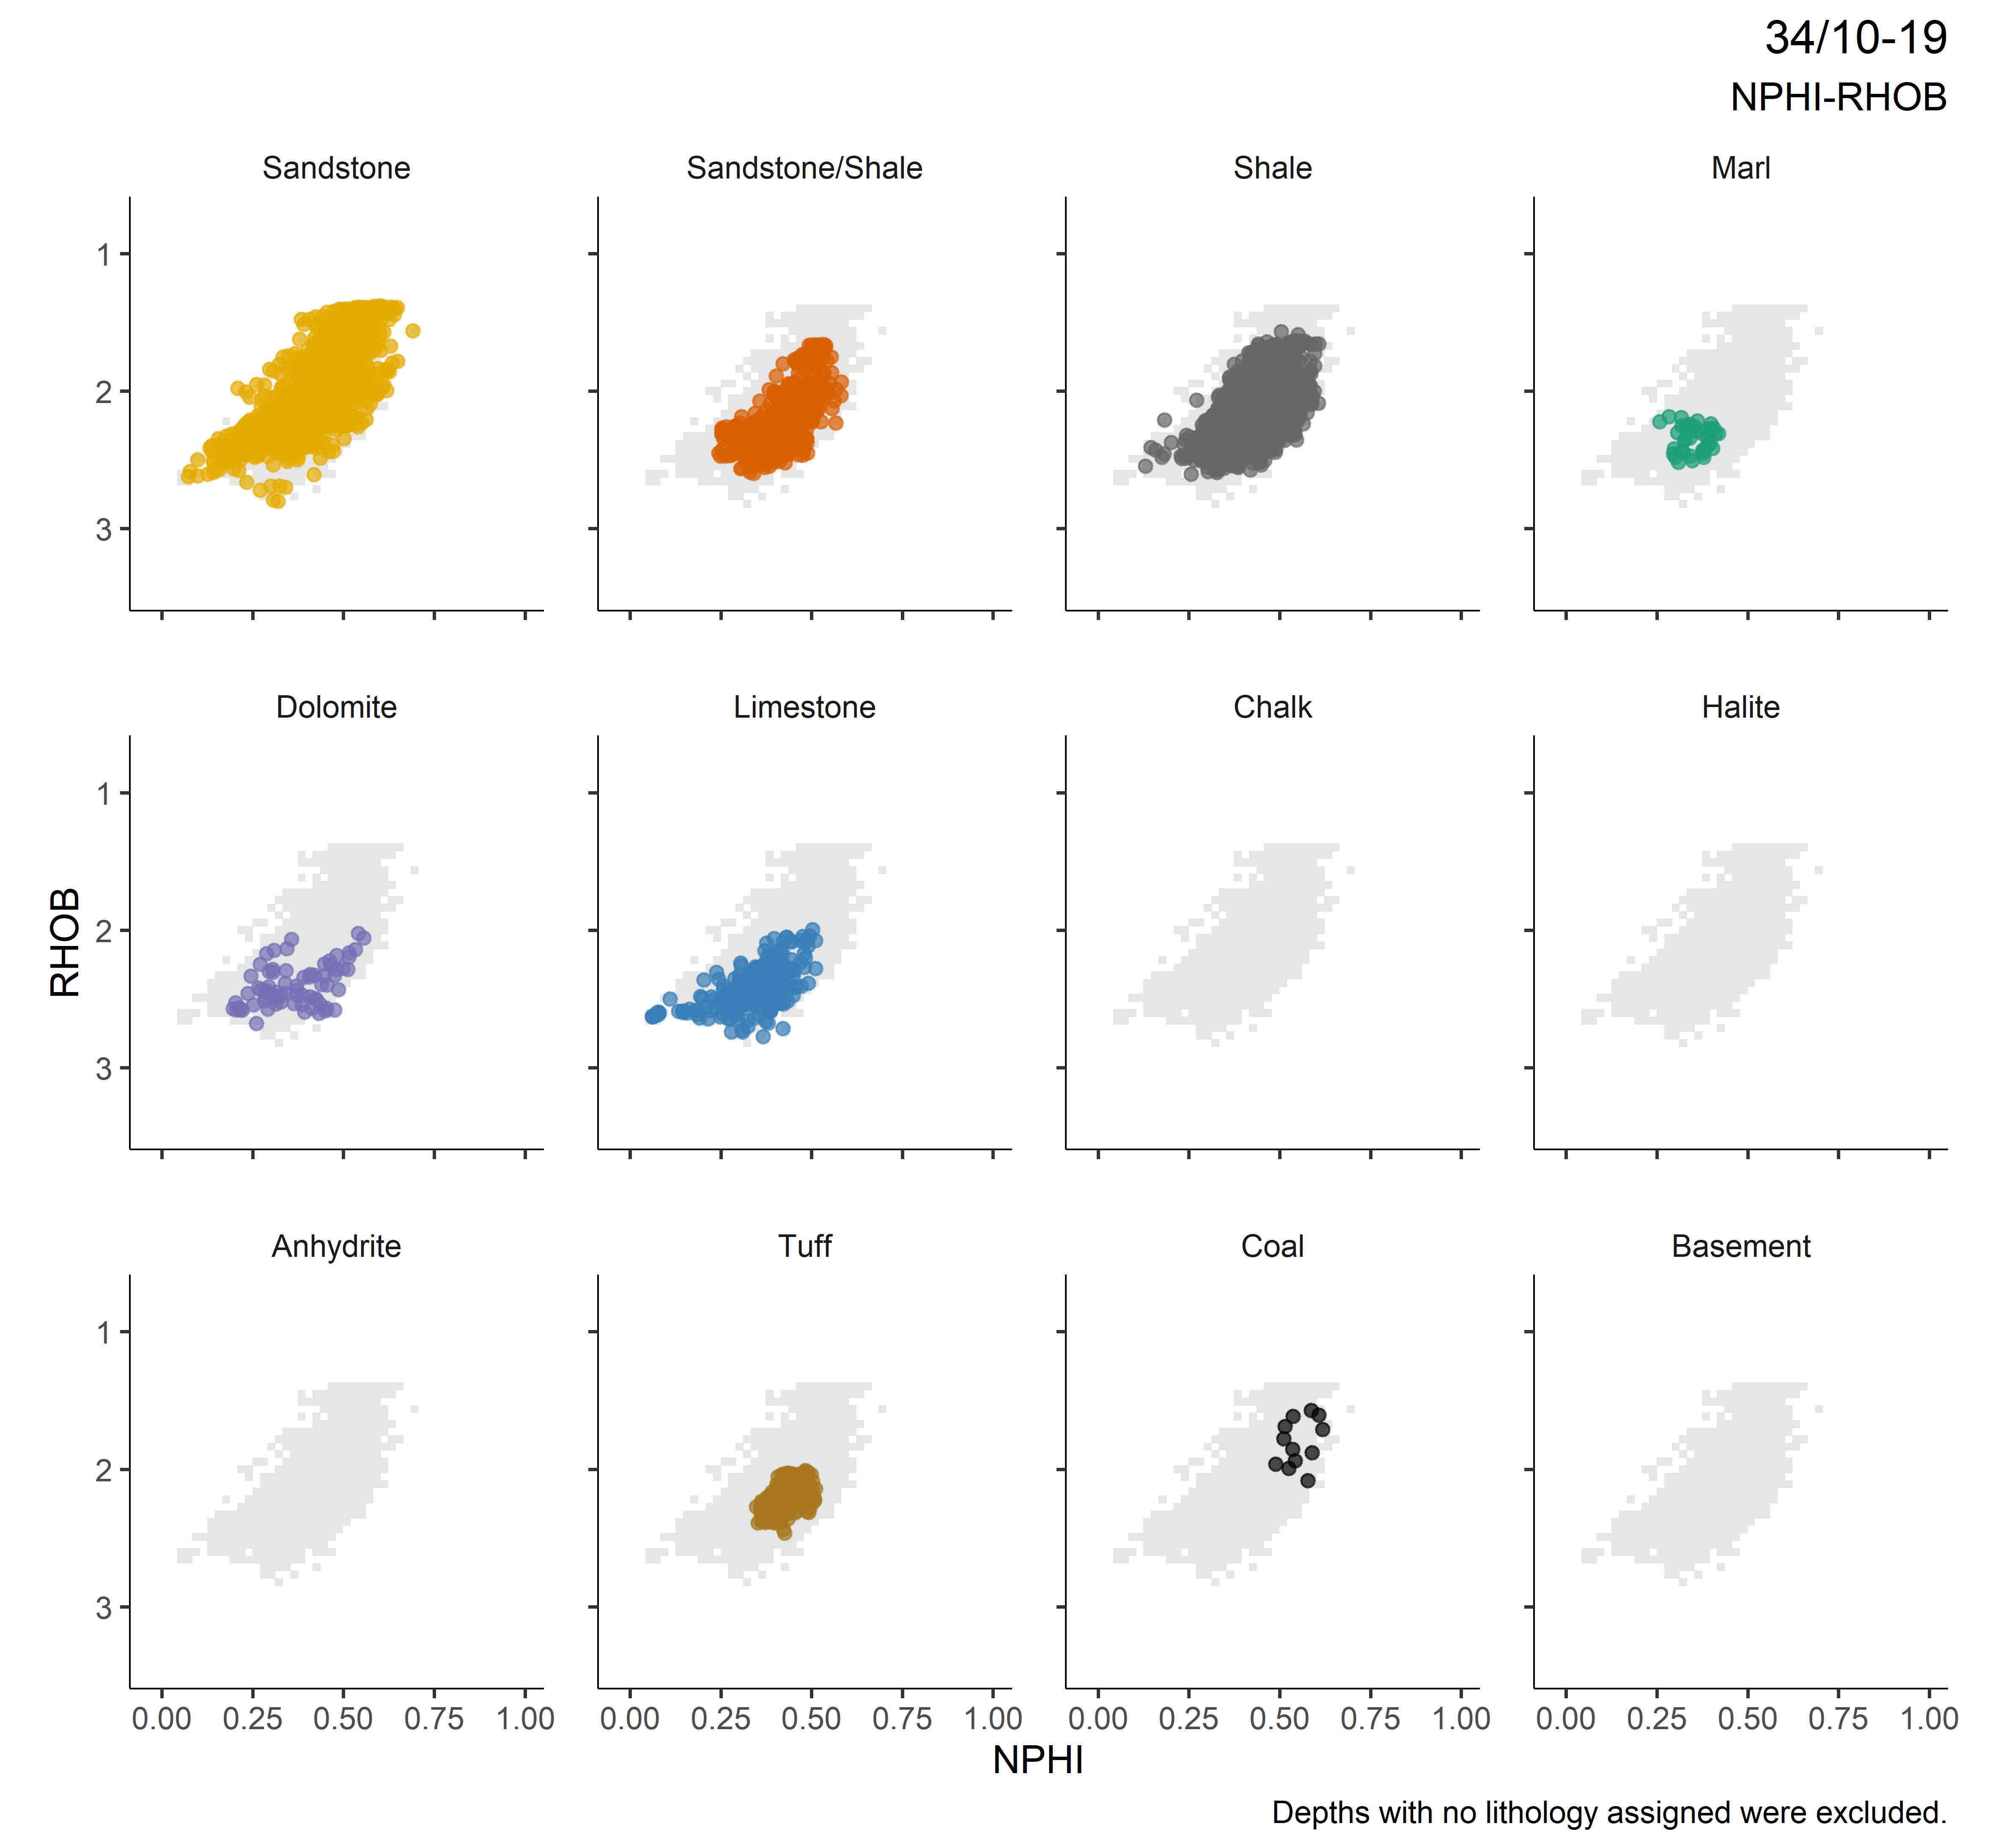 34/10-19
NPHI-RHOB
Sandstone Sandstone/Shale Shale Marl
1
2
3
Dolomite Limestone Chalk Halite
1
2
3
RHOB
Anhydrite Tuff Coal Basement
1
2
3
0.00 0.25 0.50 0.75 1.00 0.00 0.25 0.50 0.75 1.00 0.00 0.25 0.50 0.75 1.00 0.00 0.25 0.50 0.75 1.00
NPHI
Depths with no lithology assigned were excluded.